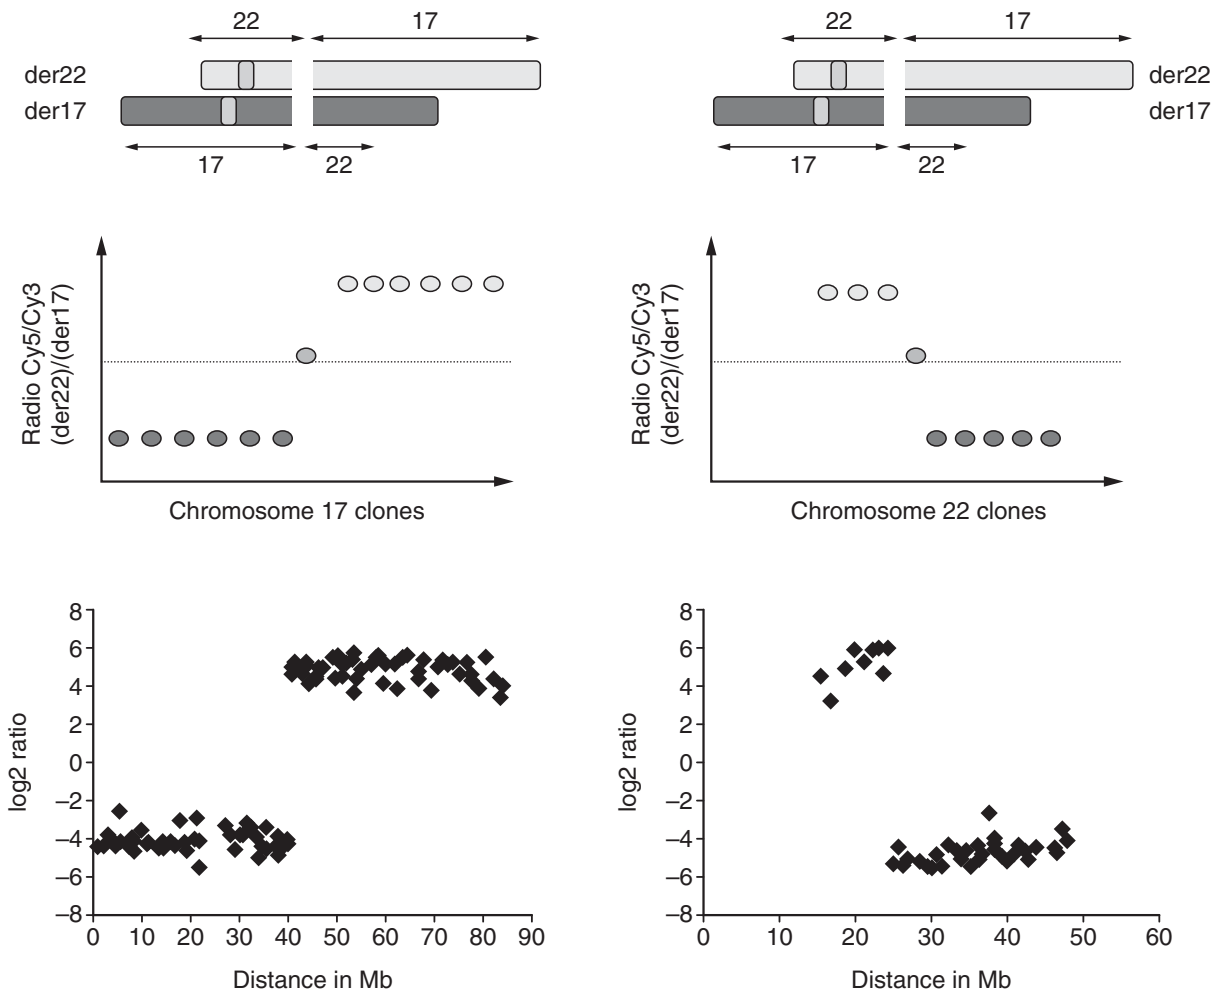 22 17
der22
der17
17 22
22 17
der22
der17
17 22
Radio Cy5/Cy3
(der22)/(der17)
Chromosome 17 clones
Radio Cy5/Cy3
(der22)/(der17)
Chromosome 22 clones
log2 ratio
8
6
4
2
0
−2
−4
−6
−8
0 10 20 30 40 50 60 70 80 90
Distance in Mb
log2 ratio
8
6
4
2
0
−2
−4
−6
−8
0 10 20 30 40 50 60
Distance in Mb